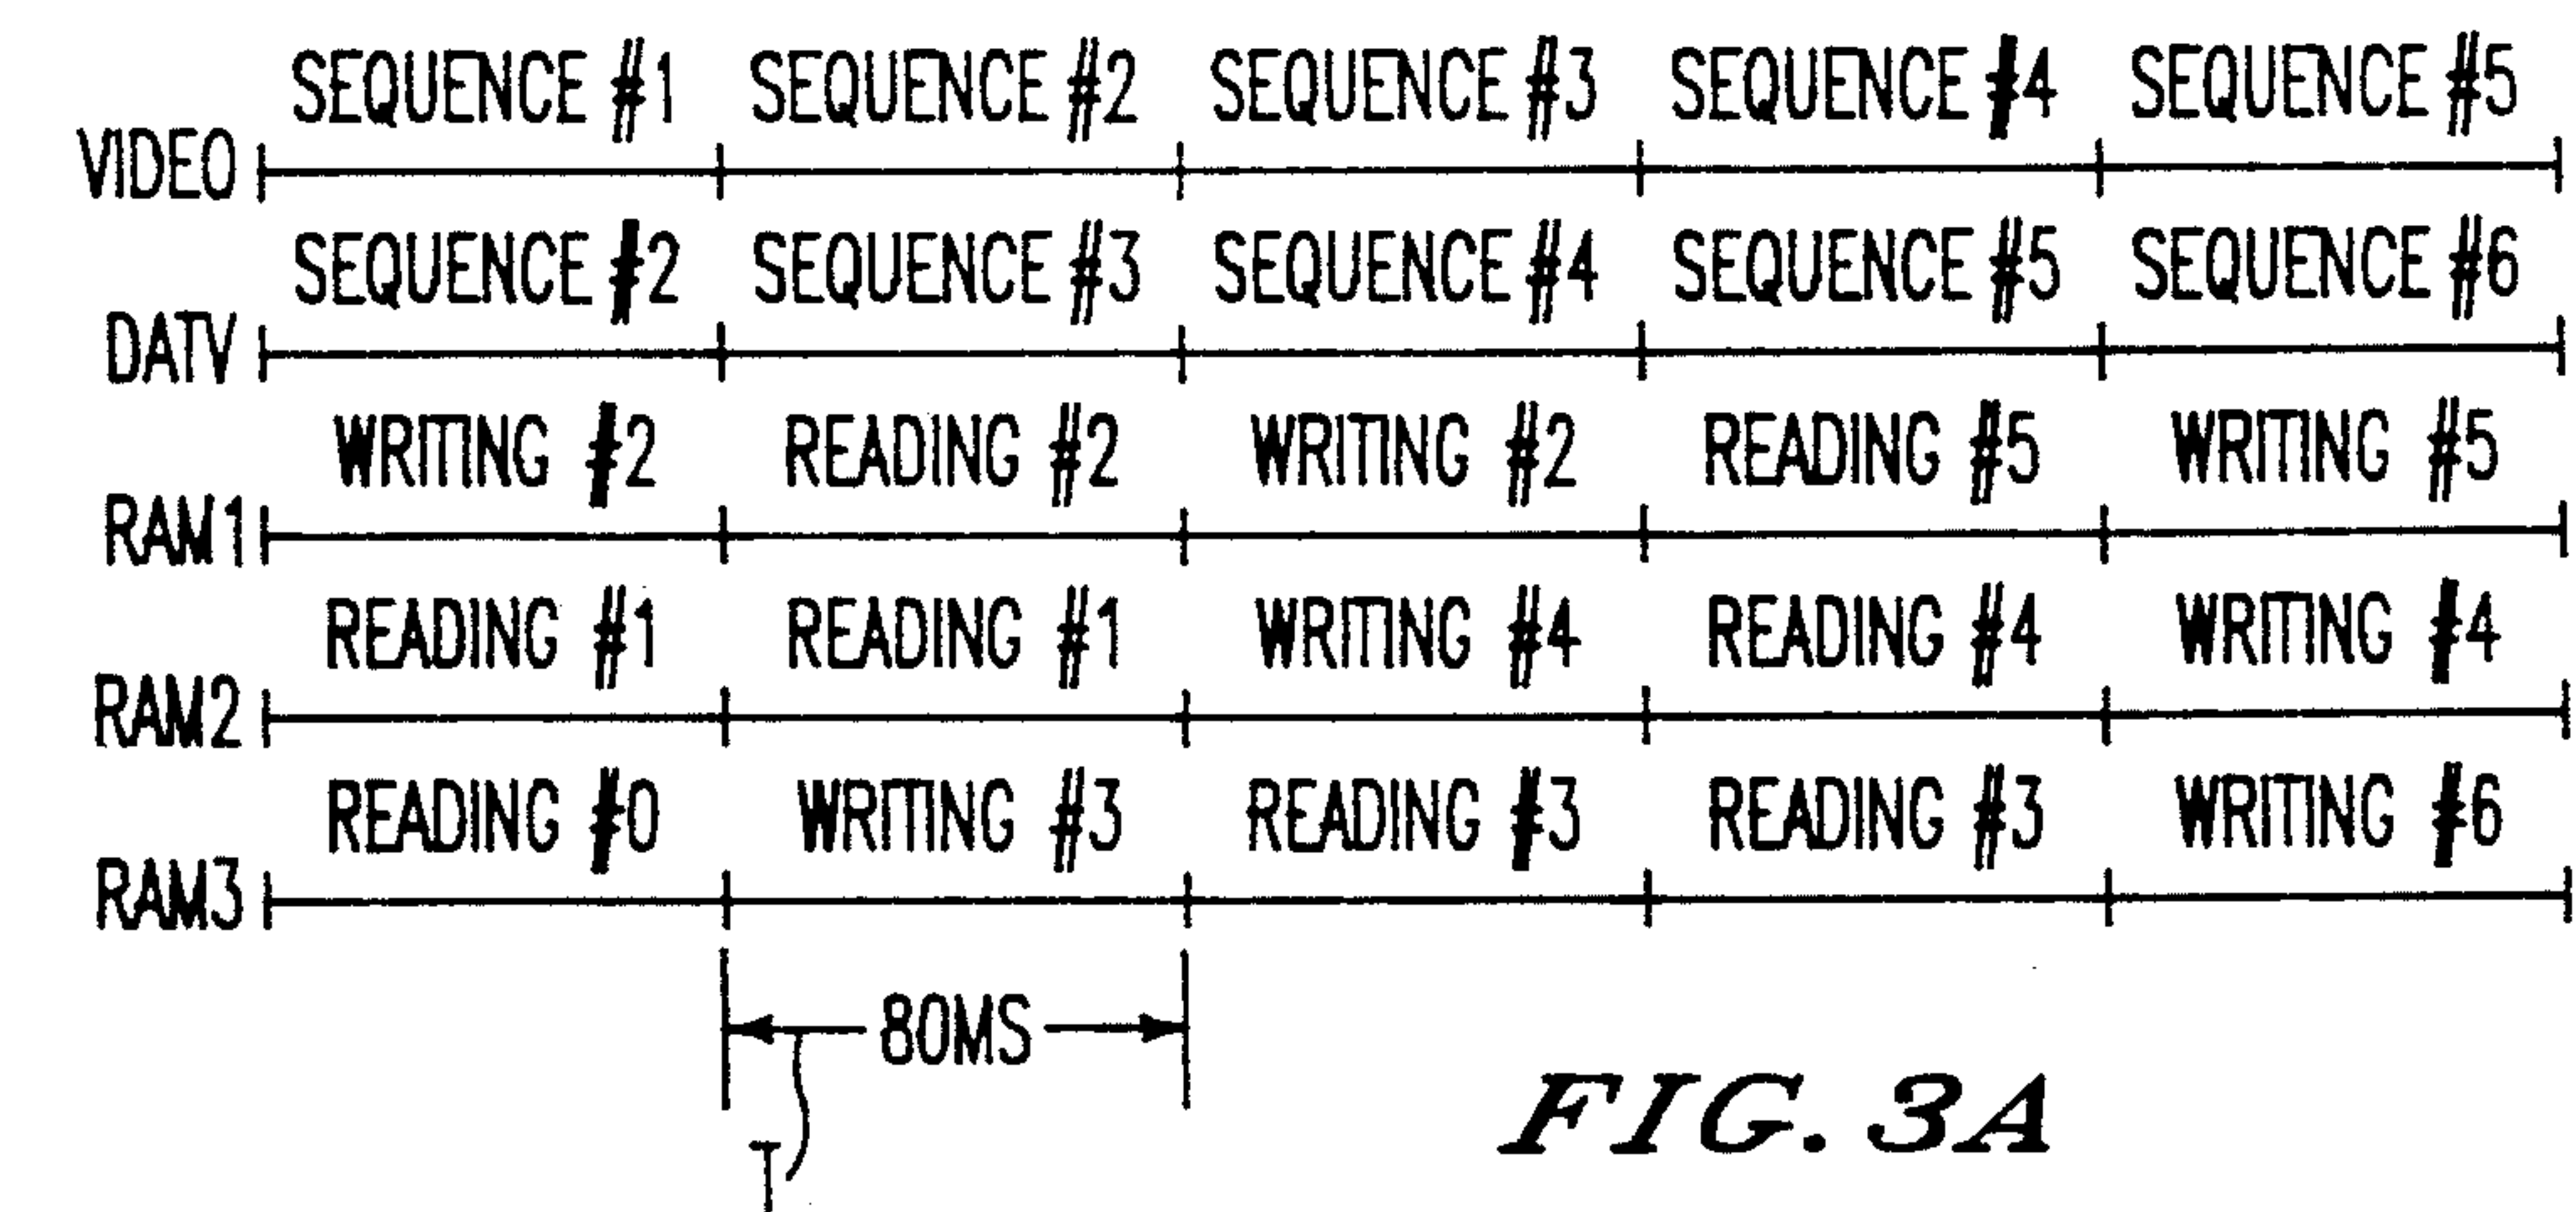 SEQUENCE #1 SEQUENCE #2 SEQUENCE #3 SEQUENCE #4 SEQUENCE #5
VIDEO
SEQUENCE #2 SEQUENCE #3 SEQUENCE #4 SEQUENCE #5 SEQUENCE #6
DATV
WRITING #2 READING #2 WRITING #2 READING #5 WRITING #5
RAM1
READING #1 READING #1 WRITING #4 READING #4 WRITING #4
RAM2
READING #0 WRITING #3 READING #3 READING #3 WRITING #6
RAM3
80MS
T
FIG. 3A